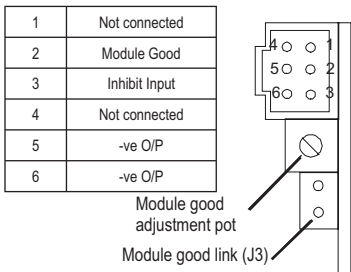 1 Not connected
2 Module Good
3 Inhibit Input
4 Not connected
5 -ve O/P
6 -ve O/P
4 1
5 2
6 3
Module good
adjustment pot
Module good link (J3)